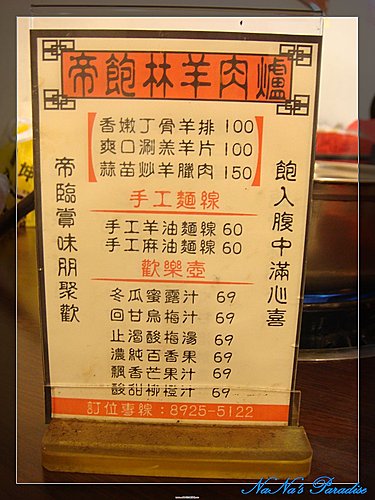 帝飽林羊肉爐
香嫩丁骨羊排 100
爽口涮羔羊片 100
蒜苗炒羊臘肉 150
手工麵線
手工羊油麵線 60
手工麻油麵線 60
歡樂壺
冬瓜蜜露汁 69
回甘烏梅汁 69
止渴酸梅湯 69
濃純百香果 69
飄香芒果汁 69
酸甜柳橙汁 69
飽入腹中滿心喜
帝臨賞味朋聚歡
訂位專線：8925-5122
NaNa's Paradise